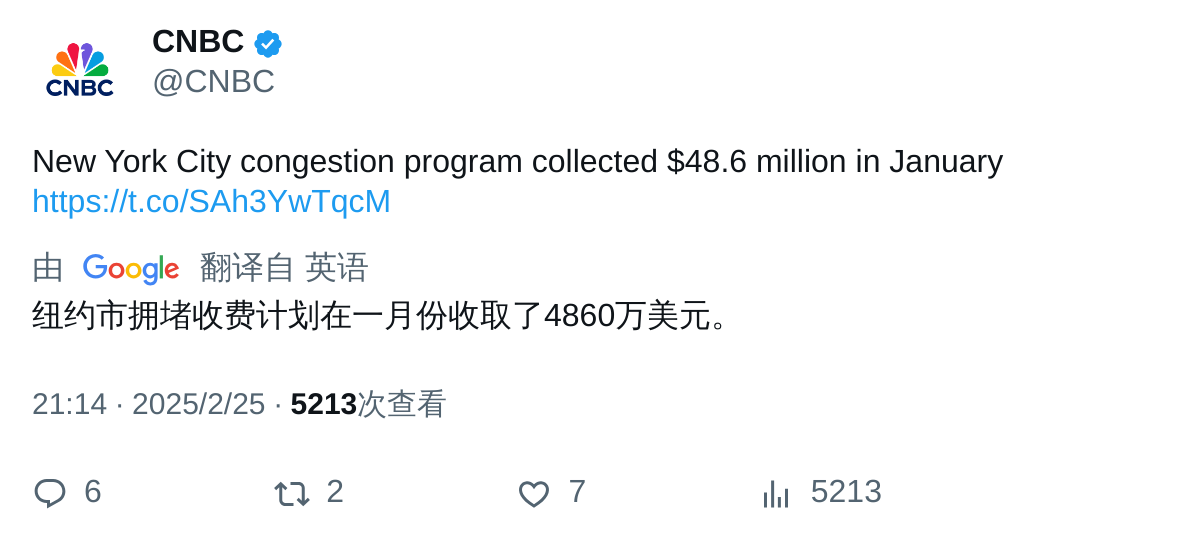 CNBC
CNBC
@CNBC
New York City congestion program collected $48.6 million in January
https://t.co/SAh3YwTqcM
由 Google 翻译自 英语
纽约市拥堵收费计划在一月份收取了4860万美元。
21:14 · 2025/2/25 · 5213次查看
6 2 7 5213